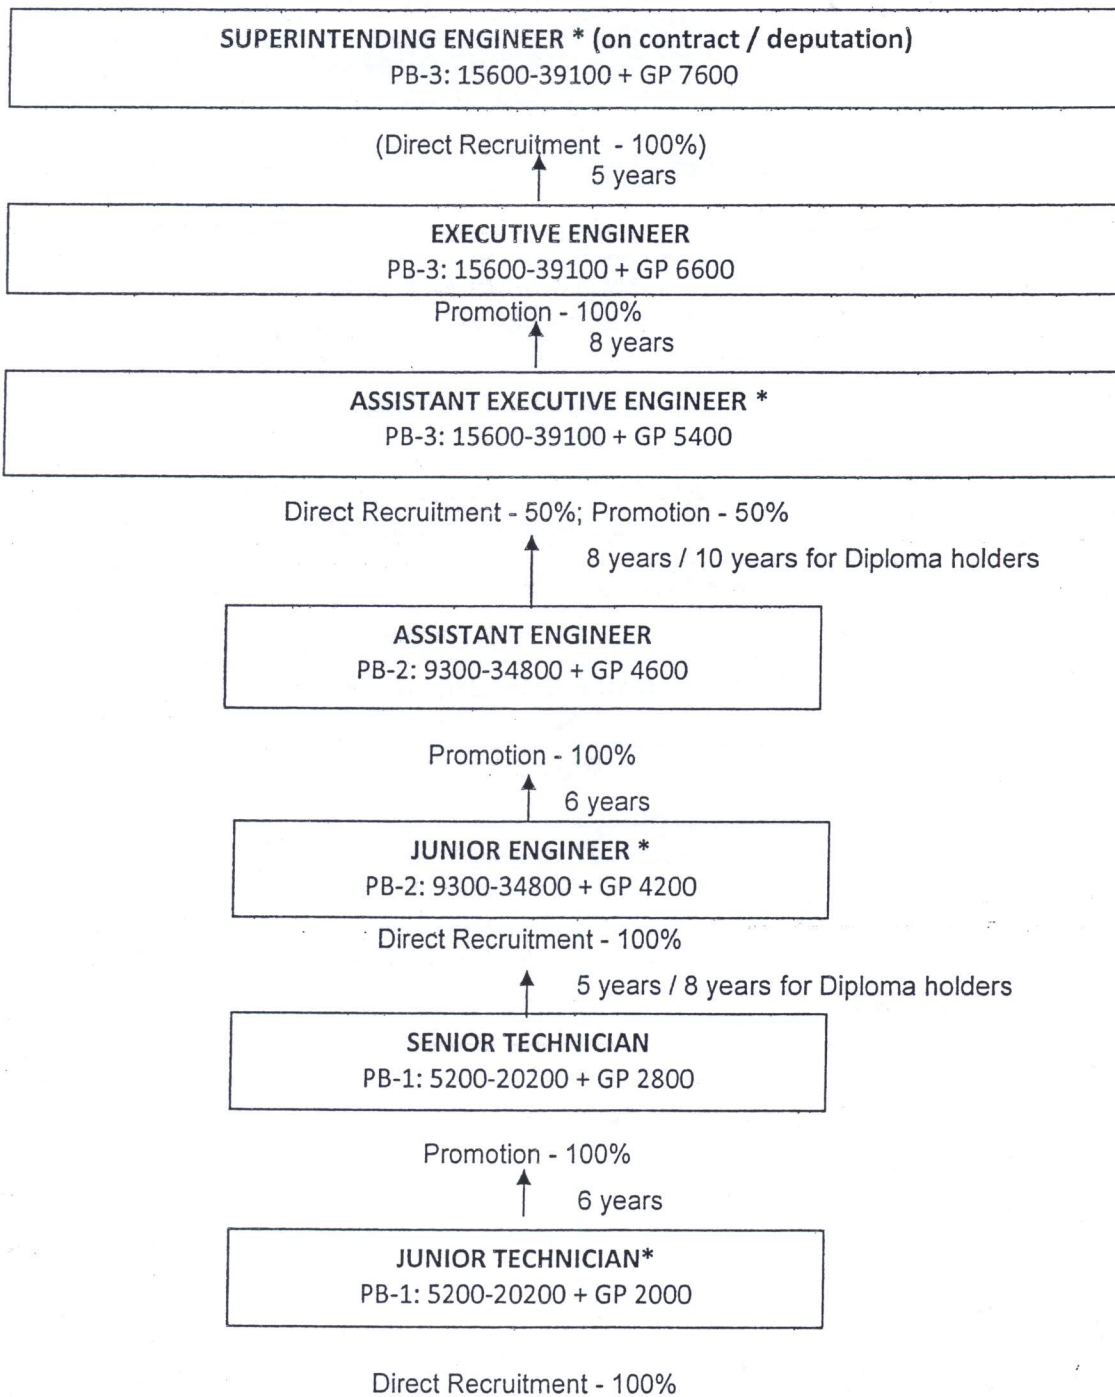 SUPERINTENDING ENGINEER * (on contract / deputation)
PB-3: 15600-39100 + GP 7600
(Direct Recruitment - 100%)
5 years
EXECUTIVE ENGINEER
PB-3: 15600-39100 + GP 6600
Promotion - 100%
8 years
ASSISTANT EXECUTIVE ENGINEER *
PB-3: 15600-39100 + GP 5400
Direct Recruitment - 50%; Promotion - 50%
8 years / 10 years for Diploma holders
ASSISTANT ENGINEER
PB-2: 9300-34800 + GP 4600
Promotion - 100%
6 years
JUNIOR ENGINEER *
PB-2: 9300-34800 + GP 4200
Direct Recruitment - 100%
5 years / 8 years for Diploma holders
SENIOR TECHNICIAN
PB-1: 5200-20200 + GP 2800
Promotion - 100%
6 years
JUNIOR TECHNICIAN*
PB-1: 5200-20200 + GP 2000
Direct Recruitment - 100%